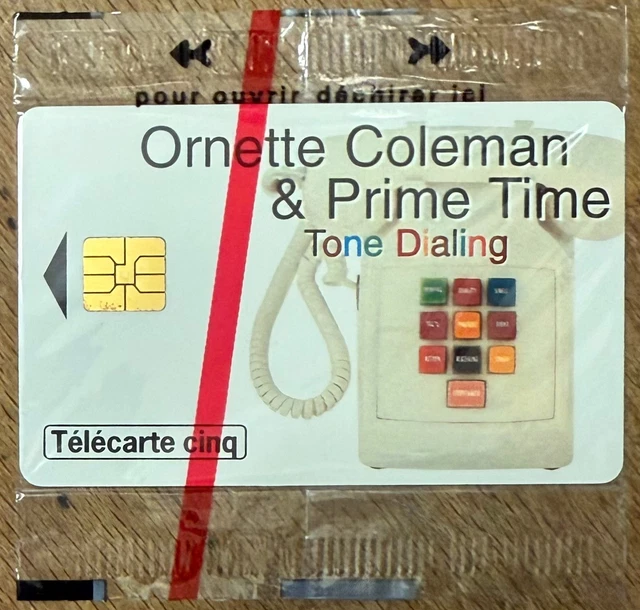 pour ouvrir déchirer ici
Ornette Coleman
& Prime Time
Tone Dialing
Télécarte cinq